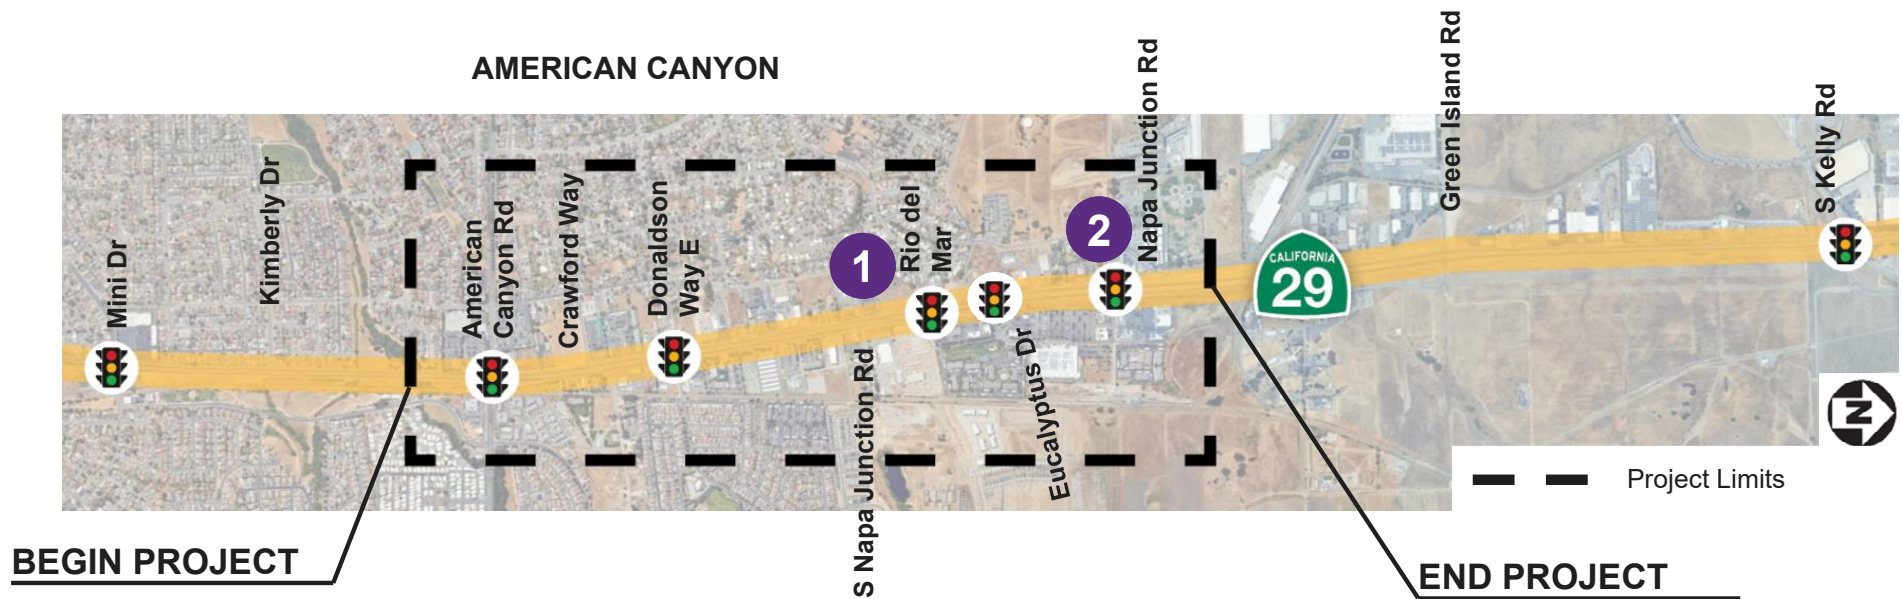 AMERICAN CANYON
Mini Dr
Kimberly Dr
American
Canyon Rd
Crawford Way
Donaldson
Way E
1
Rio del
Mar
S Napa Junction Rd
Eucalyptus Dr
2
Napa Junction Rd
CALIFORNIA
29
Green Island Rd
S Kelly Rd
N
Project Limits
BEGIN PROJECT
END PROJECT